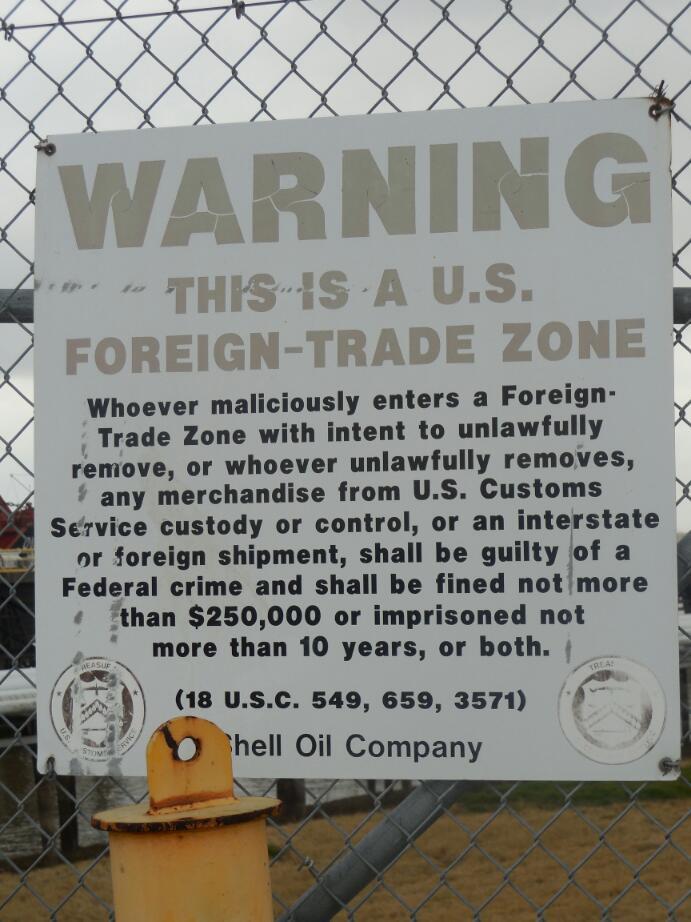 WARNING
THIS IS A U.S.
FOREIGN-TRADE ZONE
Whoever maliciously enters a Foreign-
Trade Zone with intent to unlawfully
remove, or whoever unlawfully removes,
any merchandise from U.S. Customs
Service custody or control, or an interstate
or foreign shipment, shall be guilty of a
Federal crime and shall be fined not more
than $250,000 or imprisoned not
more than 10 years, or both.
(18 U.S.C. 549, 659, 3571)
Shell Oil Company